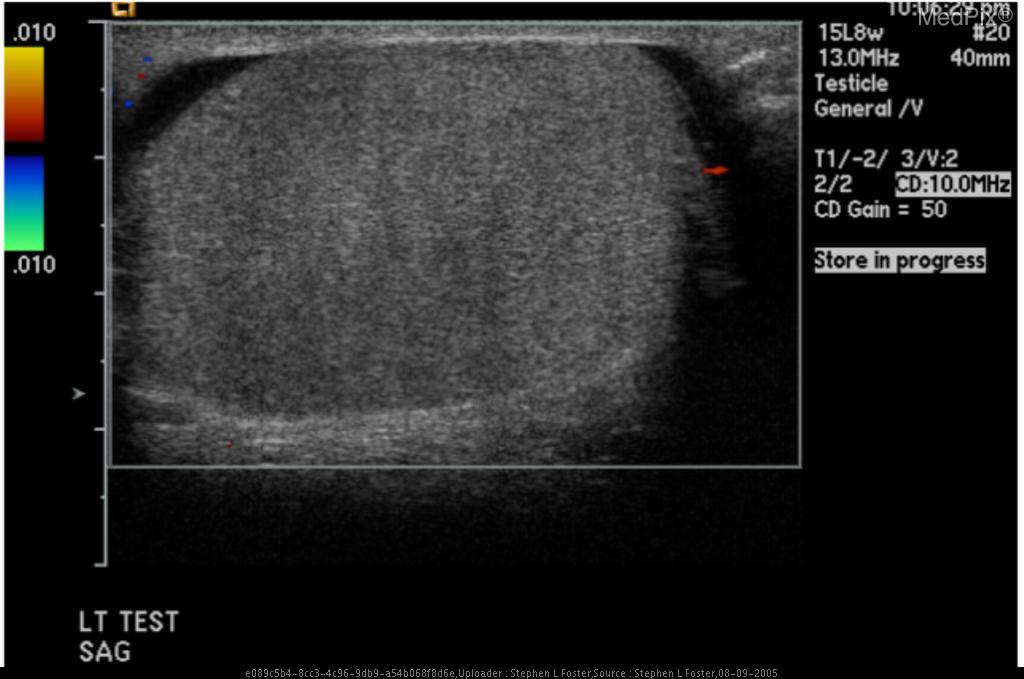 10:06:29 pm
MedPix®
.010
15L8w #20
13.0MHz 40mm
Testicle
General /V
T1/-2/ 3/V:2
2/2 CD:10.0MHz
CD Gain = 50
.010
Store in progress
LT TEST
SAG
e089c5b4-8cc3-4c96-9db9-a54b068f8d6e,Uploader : Stephen L Foster,Source : Stephen L Foster,08-09-2005